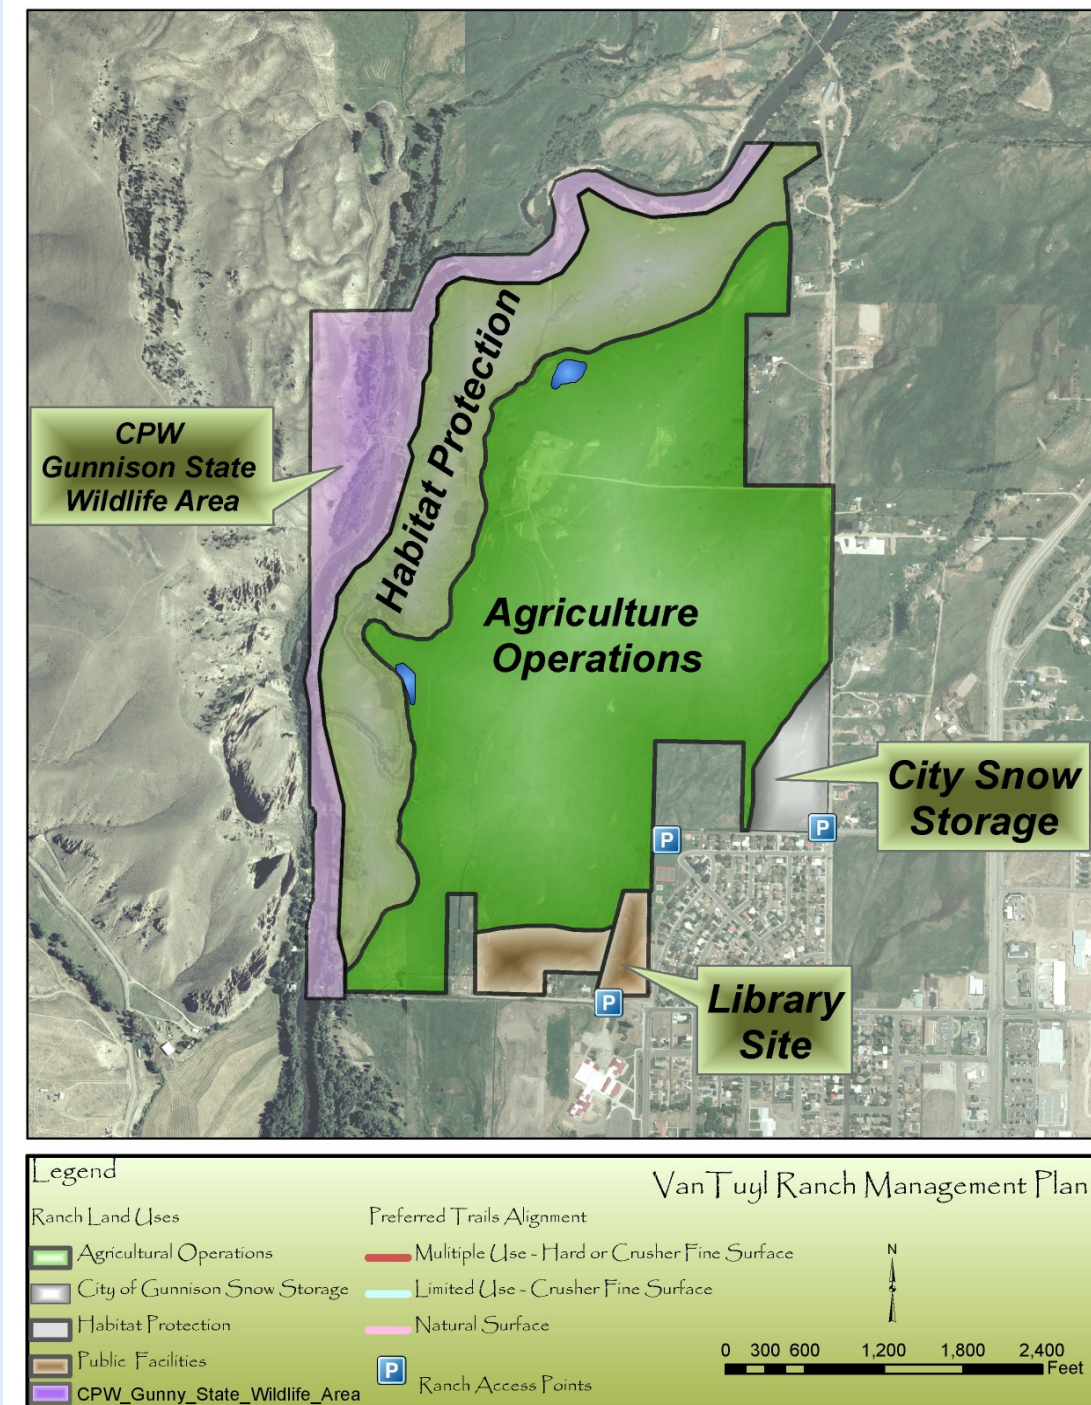 CPW
Gunnison State
Wildlife Area
Habitat Protection
Agriculture
Operations
City Snow
Storage
P
P
Library
Site
P
Legend
VanTuyl Ranch Management Plan
Ranch Land Uses
Preferred Trails Alignment
Agricultural Operations
Mulitiple Use - Hard or Crusher Fine Surface
N
City of Gunnison Snow Storage
Limited Use - Crusher Fine Surface
Habitat Protection
Natural Surface
Public Facilities
0 300 600 1,200 1,800 2,400
Feet
P
Ranch Access Points
CPW_Gunny_State_Wildlife_Area